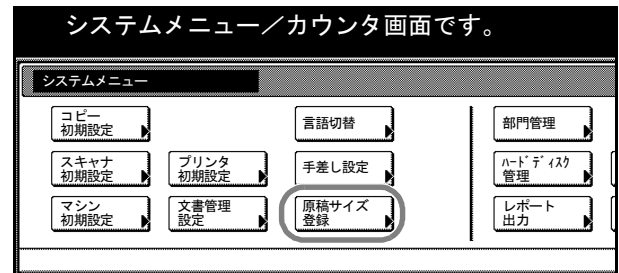 システムメニュー／カウンタ画面です。
システムメニュー
コピー
初期設定
言語切替
部門管理
スキャナ
初期設定
プリンタ
初期設定
手差し設定
ﾊｰﾄﾞﾃﾞｨｽｸ
管理
マシン
初期設定
文書管理
設定
原稿サイズ
登録
レポート
出力